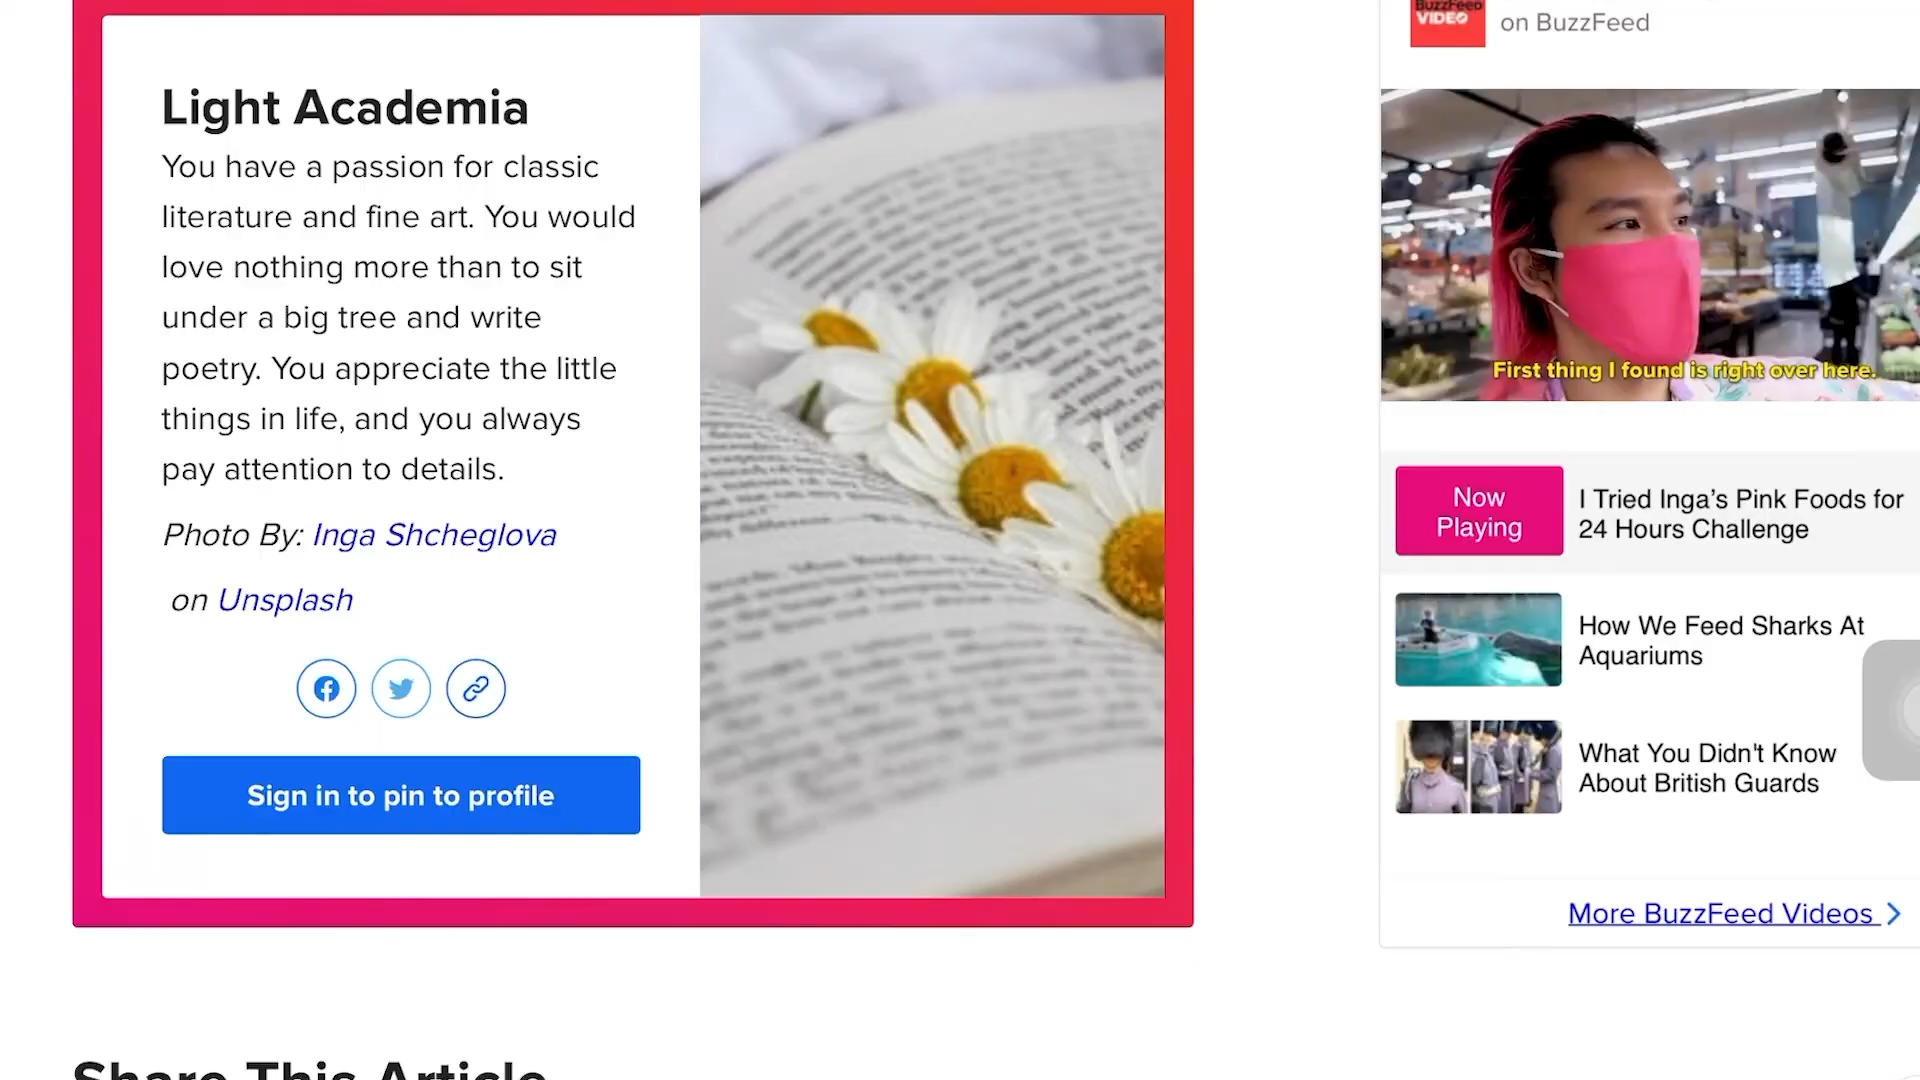 Light Academia
You have a passion for classic
literature and fine art. You would
love nothing more than to sit
under a big tree and write
poetry. You appreciate the little
things in life, and you always
pay attention to details.
Photo By: Inga Shcheglova
on Unsplash
Sign in to pin to profile
Share This Article
BuzzFeed
VIDEO
on BuzzFeed
First thing I found is right over here.
Now
Playing
I Tried Inga’s Pink Foods for
24 Hours Challenge
How We Feed Sharks At
Aquariums
What You Didn't Know
About British Guards
More BuzzFeed Videos